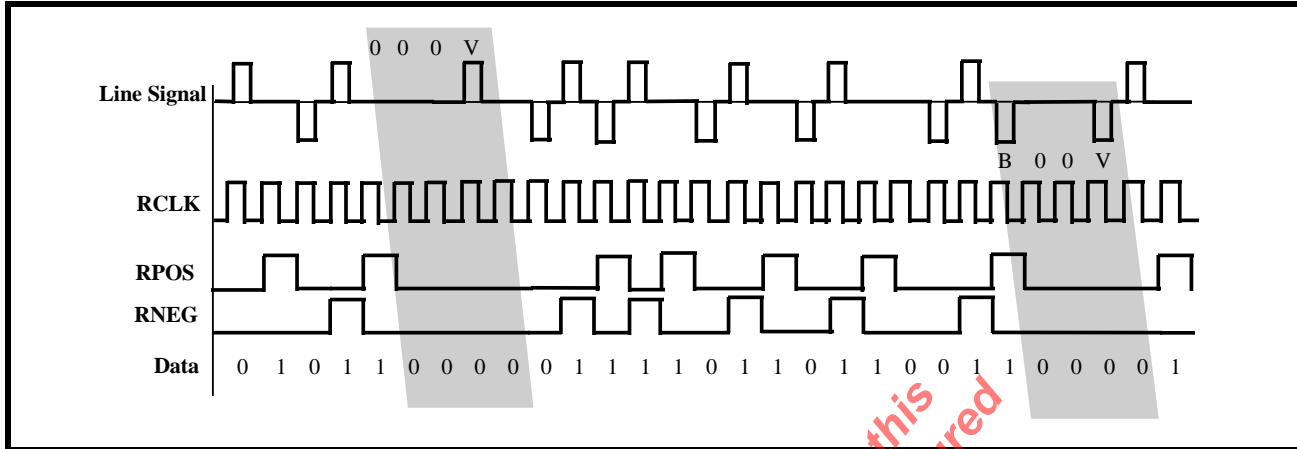 0 0 0 V
Line Signal
B 0 0 V
RCLK
RPOS
RNEG
Data 0 1 0 1 1 0 0 0 0 0 1 1 1 1 0 1 1 0 1 1 0 0 1 1 0 0 0 0 1
this